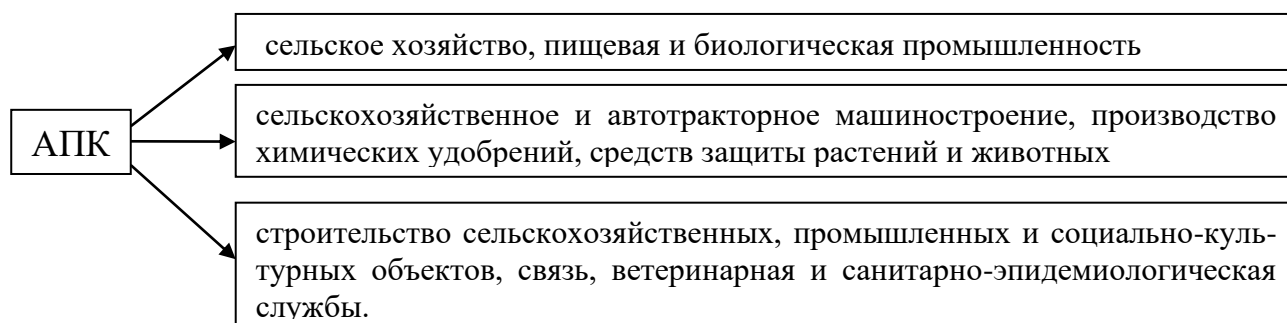 сельское хозяйство, пищевая и биологическая промышленность
АПК
сельскохозяйственное и автотракторное машиностроение, производство
химических удобрений, средств защиты растений и животных
строительство сельскохозяйственных, промышленных и социально-куль-
турных объектов, связь, ветеринарная и санитарно-эпидемиологическая
службы.